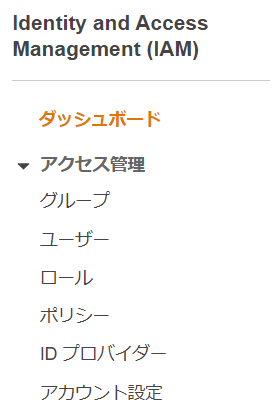 Identity and Access
Management (IAM)
ダッシュボード
アクセス管理
グループ
ユーザー
ロール
ポリシー
ID プロバイダー
アカウント設定